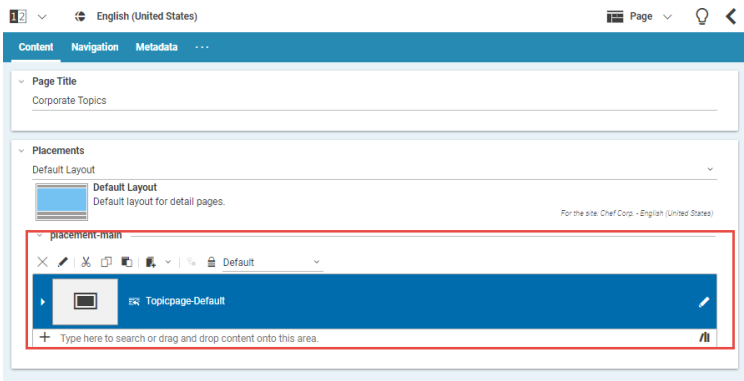 12 English (United States) Page
Content Navigation Metadata ...
Page Title
Corporate Topics
Placements
Default Layout
Default Layout
Default layout for detail pages.
For the site: Chef Corp. - English (United States)
placement-main
Default
Topicpage-Default
Type here to search or drag and drop content onto this area.